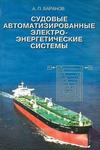 А. П. БАРАНОВ
СУДОВЫЕ
АВТОМАТИЗИРОВАННЫЕ
ЭЛЕКТРО-
ЭНЕРГЕТИЧЕСКИЕ
СИСТЕМЫ